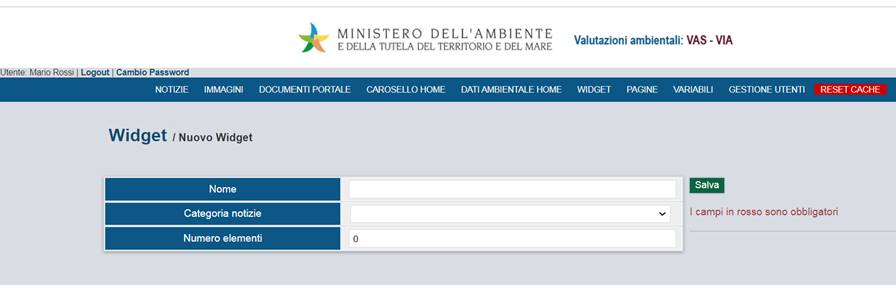 MINISTERO DELL'AMBIENTE
E DELLA TUTELA DEL TERRITORIO E DEL MARE
Valutazioni ambientali: VAS - VIA
Utente: Mario Rossi | Logout | Cambio Password
NOTIZIE IMMAGINI DOCUMENTI PORTALE CAROSELLO HOME DATI AMBIENTALE HOME WIDGET PAGINE VARIABILI GESTIONE UTENTI RESET CACHE
Widget / Nuovo Widget
Nome
Salva
Categoria notizie
I campi in rosso sono obbligatori
Numero elementi 0